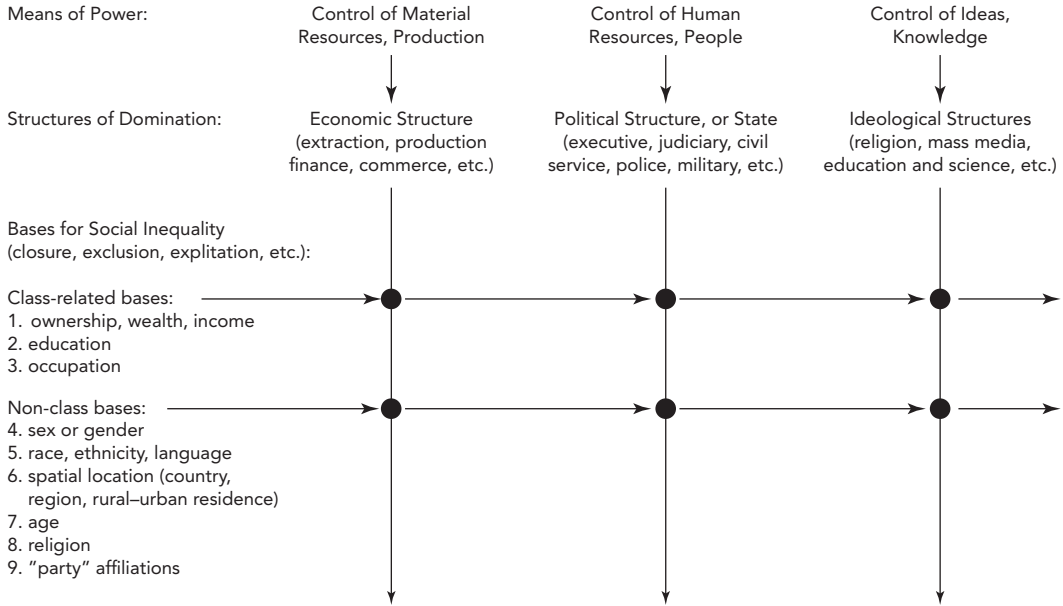 Means of Power:
Control of Material
Resources, Production
Control of Human
Resources, People
Control of Ideas,
Knowledge
Structures of Domination:
Economic Structure
(extraction, production
finance, commerce, etc.)
Political Structure, or State
(executive, judiciary, civil
service, police, military, etc.)
Ideological Structures
(religion, mass media,
education and science, etc.)
Bases for Social Inequality
(closure, exclusion, explitation, etc.):
Class-related bases:
1. ownership, wealth, income
2. education
3. occupation
Non-class bases:
4. sex or gender
5. race, ethnicity, language
6. spatial location (country,
region, rural–urban residence)
7. age
8. religion
9. ”party” affiliations